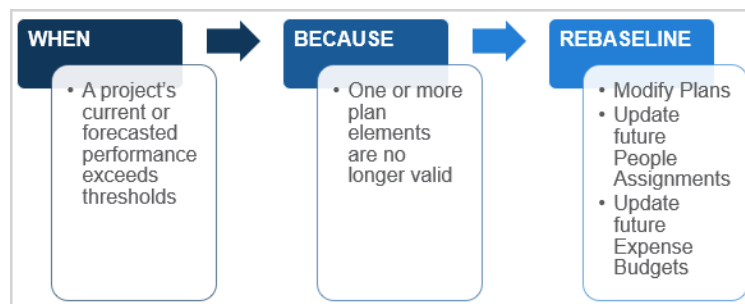 WHEN
• A project's
current or
forecasted
performance
exceeds
thresholds
BECAUSE
• One or more
plan
elements
are no
longer valid
REBASELINE
• Modify Plans
• Update
future
People
Assignments
• Update
future
Expense
Budgets